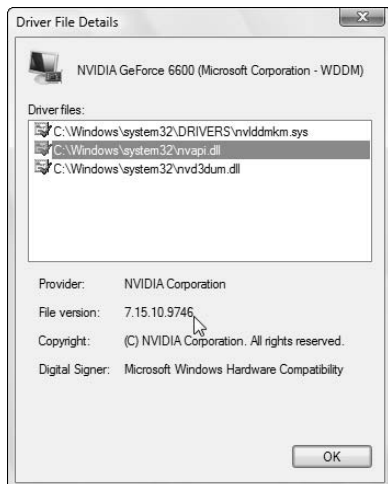 Driver File Details
NVIDIA GeForce 6600 (Microsoft Corporation - WDDM)
Driver files:
C:\Windows\system32\DRIVERS\nvlddmkm.sys
C:\Windows\system32\nvapi.dll
C:\Windows\system32\nvd3dum.dll
Provider: NVIDIA Corporation
File version: 7.15.10.9746
Copyright: (C) NVIDIA Corporation. All rights reserved.
Digital Signer: Microsoft Windows Hardware Compatibility
OK